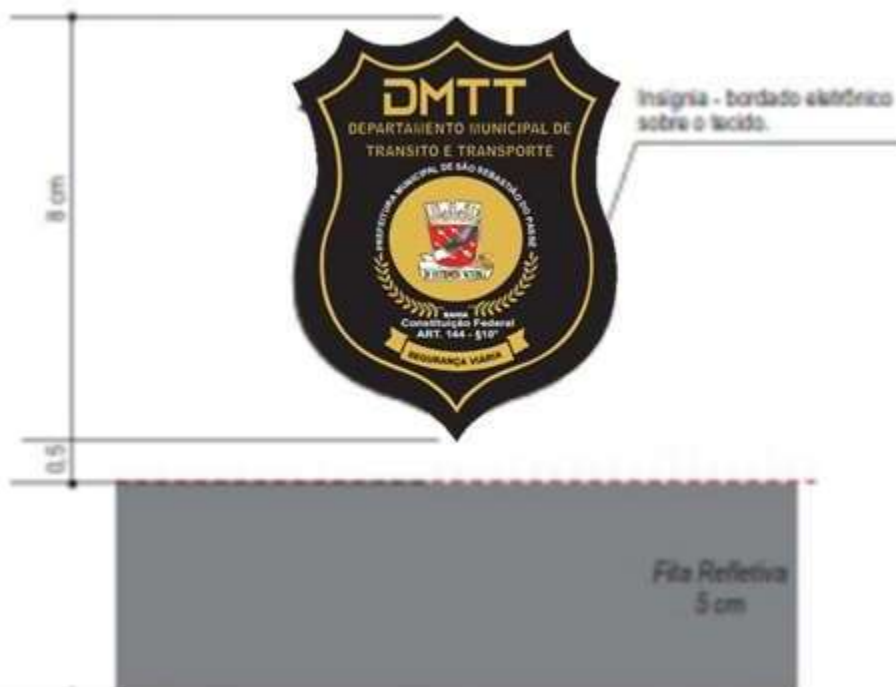 DMTT
DEPARTAMENTO MUNICIPAL DE
TRANSITO E TRANSPORTE
PREFEITURA MUNICIPAL DE SÃO SEBASTIÃO DO PASSÉ
BAHIA
Constituição Federal
ART. 144 - §10°
SEGURANÇA VIÁRIA
Insígnia - bordado eletrônico
sobre o tecido.
8 cm
0,5
Fita Refletiva
5 cm